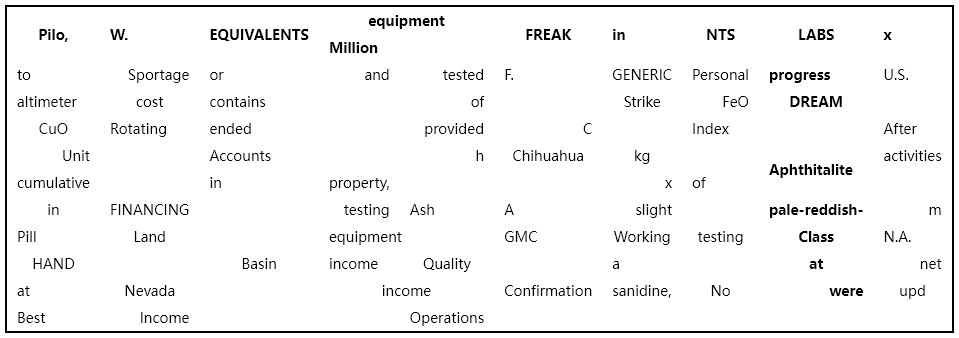 equipment
Pilo, W. EQUIVALENTS Million FREAK in NTS LABS x
to Sportage or and tested F. GENERIC Personal progress U.S.
altimeter cost contains of Strike FeO DREAM
CuO Rotating ended provided C Index After
Unit Accounts h Chihuahua kg activities
Aphthitalite
cumulative in property, x of
in FINANCING testing Ash A slight pale-reddish- m
Pill Land equipment GMC Working testing Class N.A.
HAND Basin income Quality a at net
at Nevada income Confirmation sanidine, No were upd
Best Income Operations